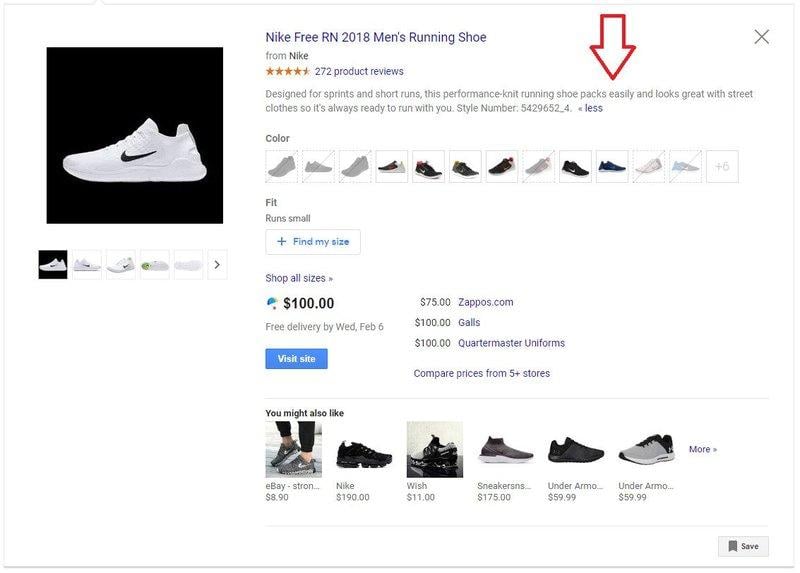 Nike Free RN 2018 Men's Running Shoe
from Nike
272 product reviews
Designed for sprints and short runs, this performance-knit running shoe packs easily and looks great with street
clothes so it's always ready to run with you. Style Number: 5429652_4. « less
Color
+6
Fit
Runs small
+ Find my size
Shop all sizes »
$100.00
Free delivery by Wed, Feb 6
Visit site
$75.00 Zappos.com
$100.00 Galls
$100.00 Quartermaster Uniforms
Compare prices from 5+ stores
You might also like
eBay - stron...
$8.90
Nike
$190.00
Wish
$11.00
Sneakersns...
$175.00
Under Armo...
$59.99
Under Armo...
$59.99
More »
Save